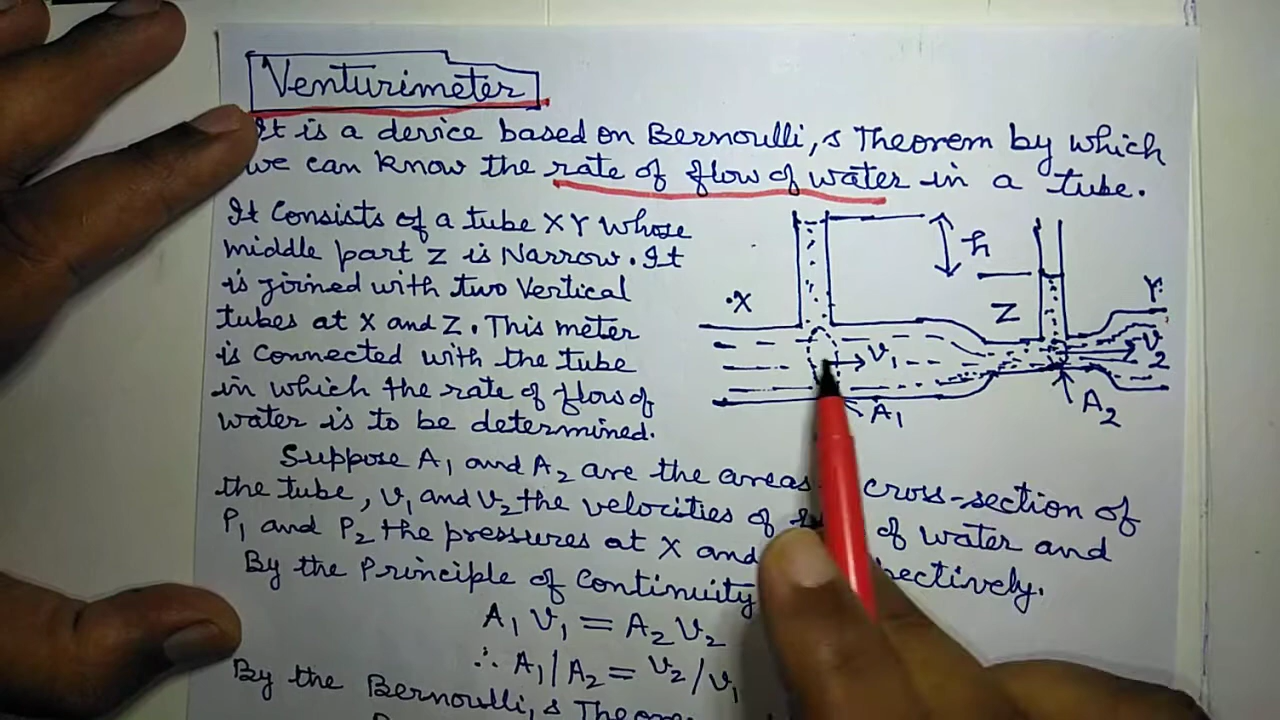 Venturimeter
It is a device based on Bernoulli,s Theorem by which
we can know the rate of flow of water in a tube.
It consists of a tube XY whose
middle part Z is Narrow. It
is joined with two Vertical
tubes at X and Z. This meter
is connected with the tube
in which the rate of flow of
water is to be determined.
h
X
Z
Y
V₁
V₂
A₁
A₂
Suppose A₁ and A₂ are the areas cross-section of
the tube, V₁ and V₂ the velocities of of water and
P₁ and P₂ the pressures at X and
By the Principle of Continuity
A₁ V₁ = A₂ V₂
∴ A₁/A₂ = V₂/V₁
By the Bernoulli,s